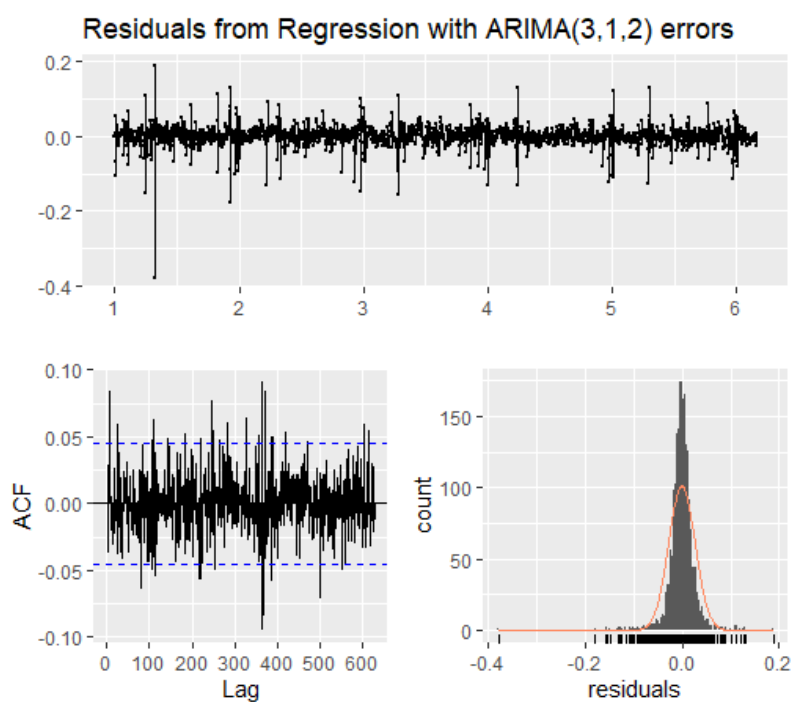 Residuals from Regression with ARIMA(3,1,2) errors
0.2
0.0
-0.2
-0.4
1 2 3 4 5 6
0.10
0.05
0.00
-0.05
-0.10
ACF
0 100 200 300 400 500 600
Lag
150
100
50
0
count
-0.4 -0.2 0.0 0.2
residuals